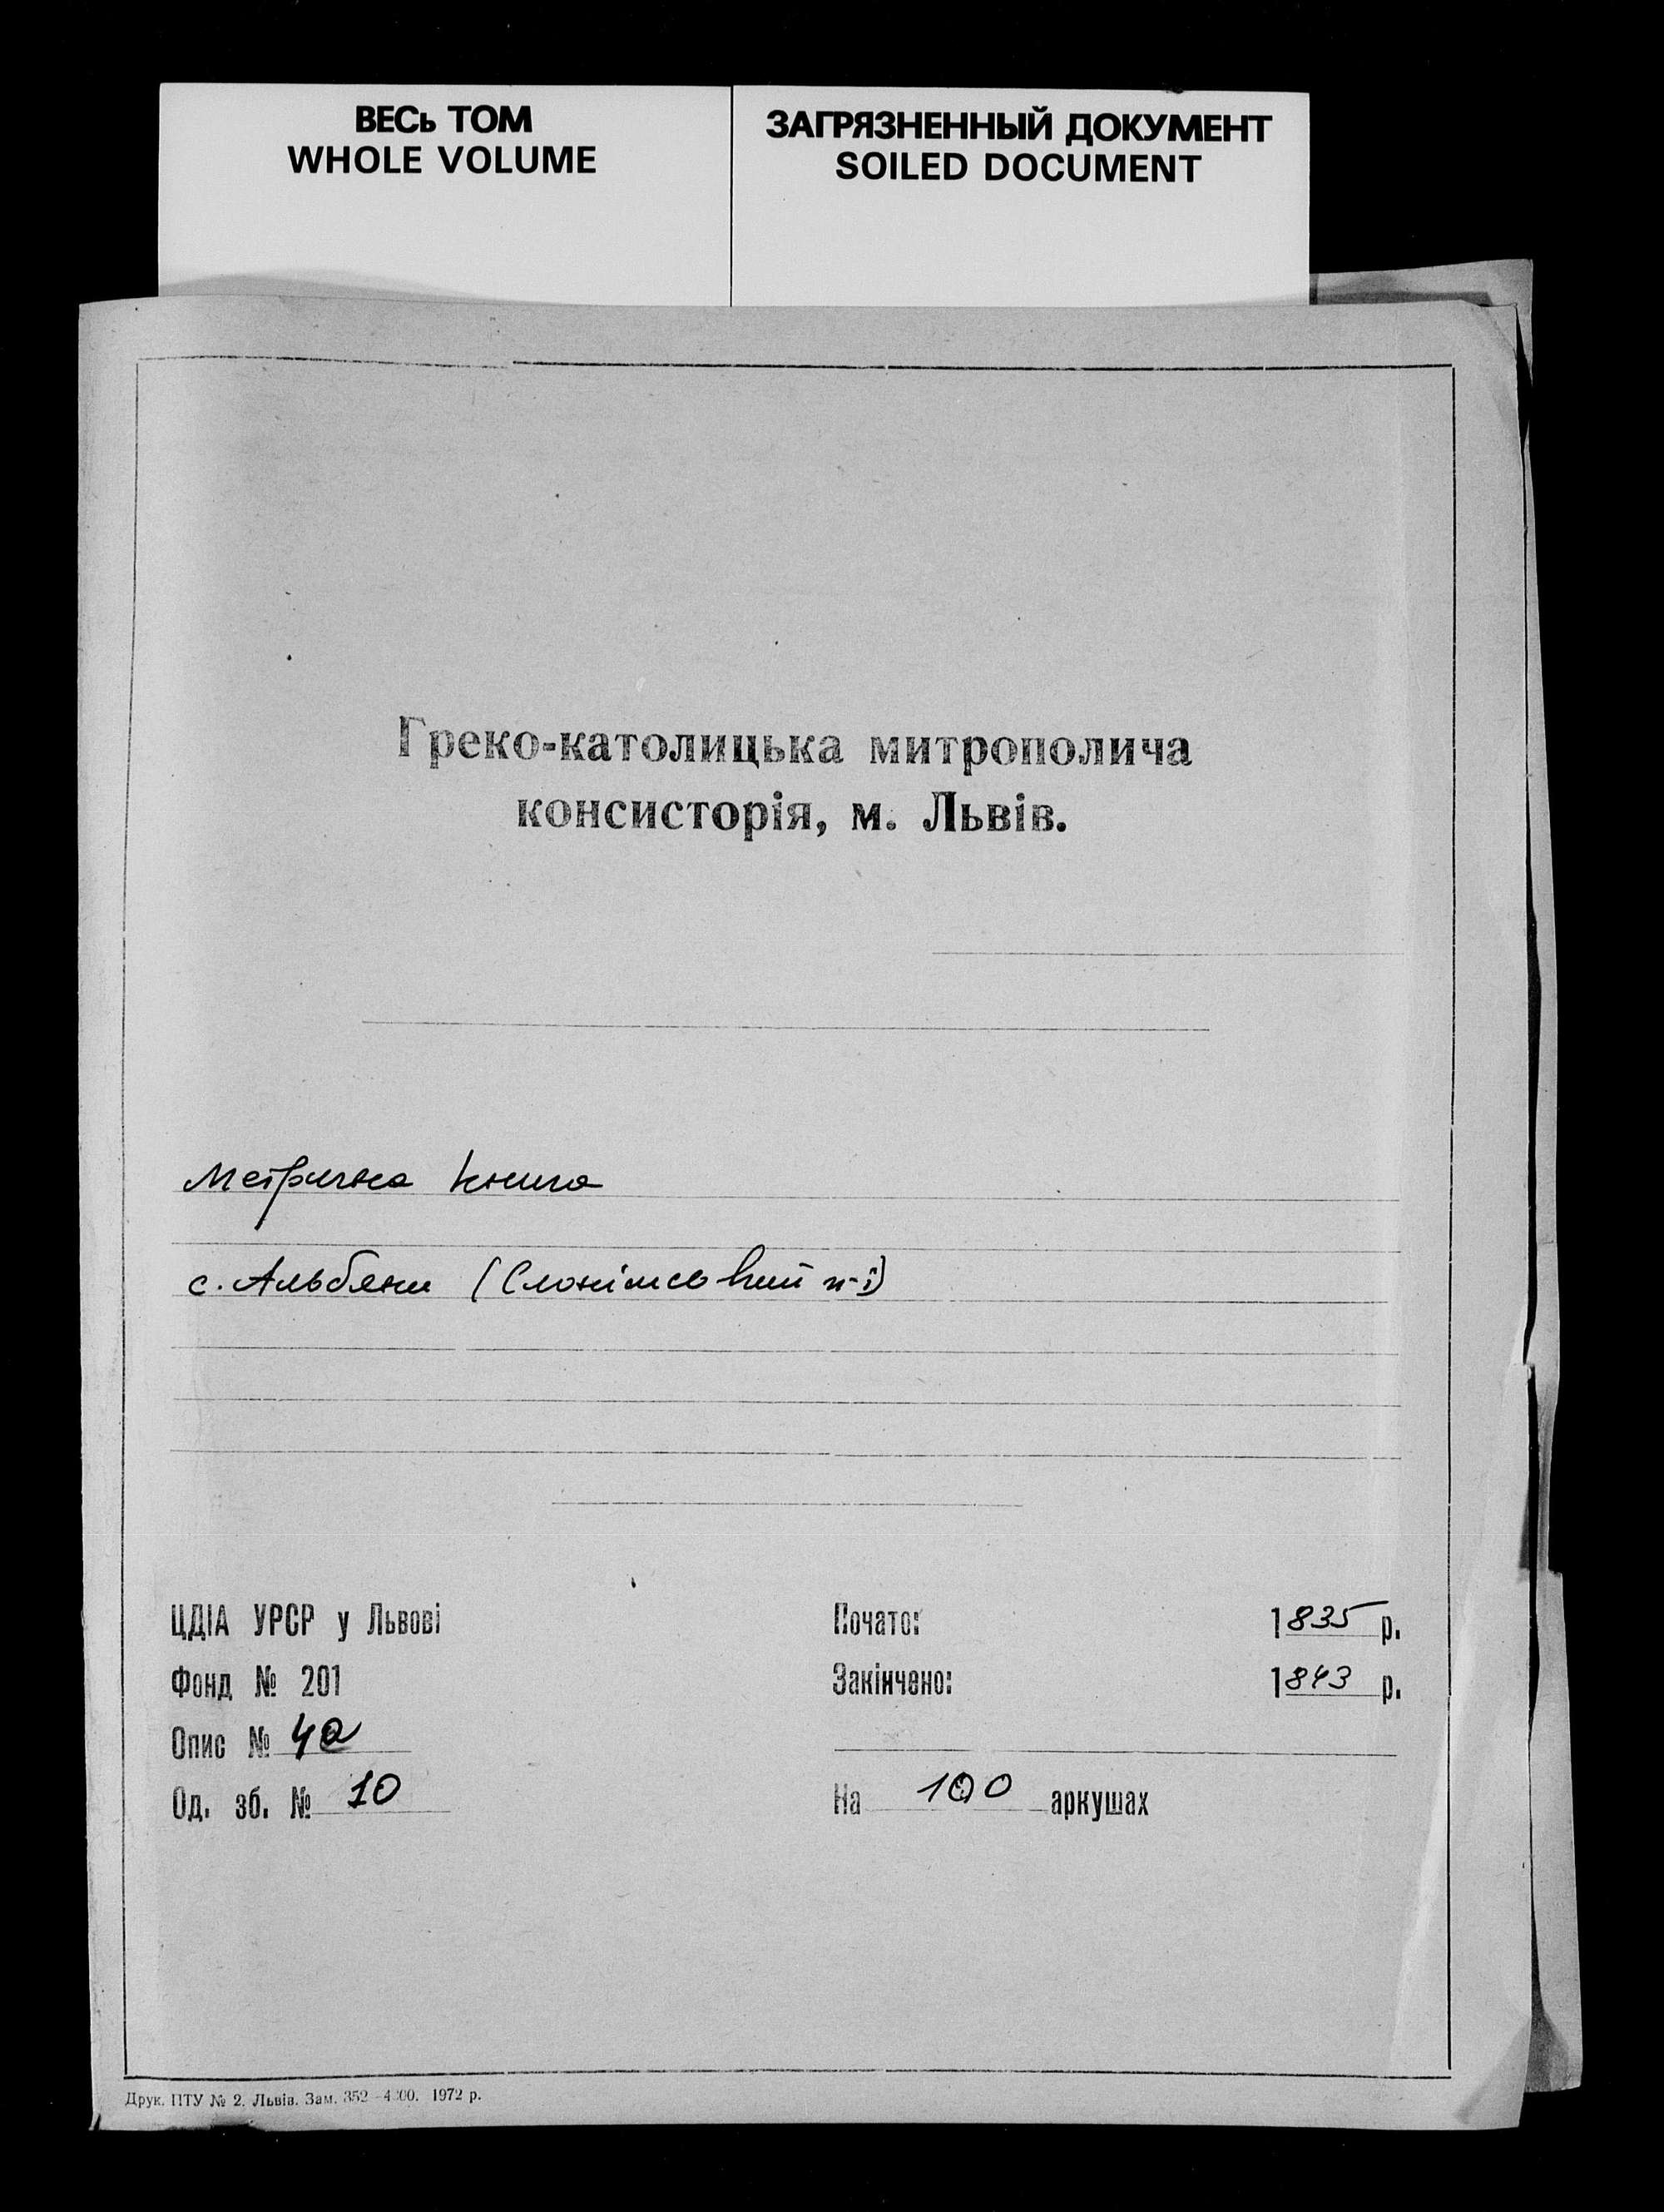 ВЕСЬ ТОМ
WHOLE VOLUME
ЗАГРЯЗНЕННЫЙ ДОКУМЕНТ
SOILED DOCUMENT
Греко-католицька митрополича
консисторія, м. Львів.
Метрична книга
с. Альбяни (Слонімський п-т)
ЦДІА УРСР у Львові
Фонд № 201
Опис № 4а
Од. зб. № 10
Почато: 1835 р.
Закінчено: 1843 р.
На 100 аркушах
Друк. ПТУ № 2. Львів. Зам. 352—4000. 1972 р.